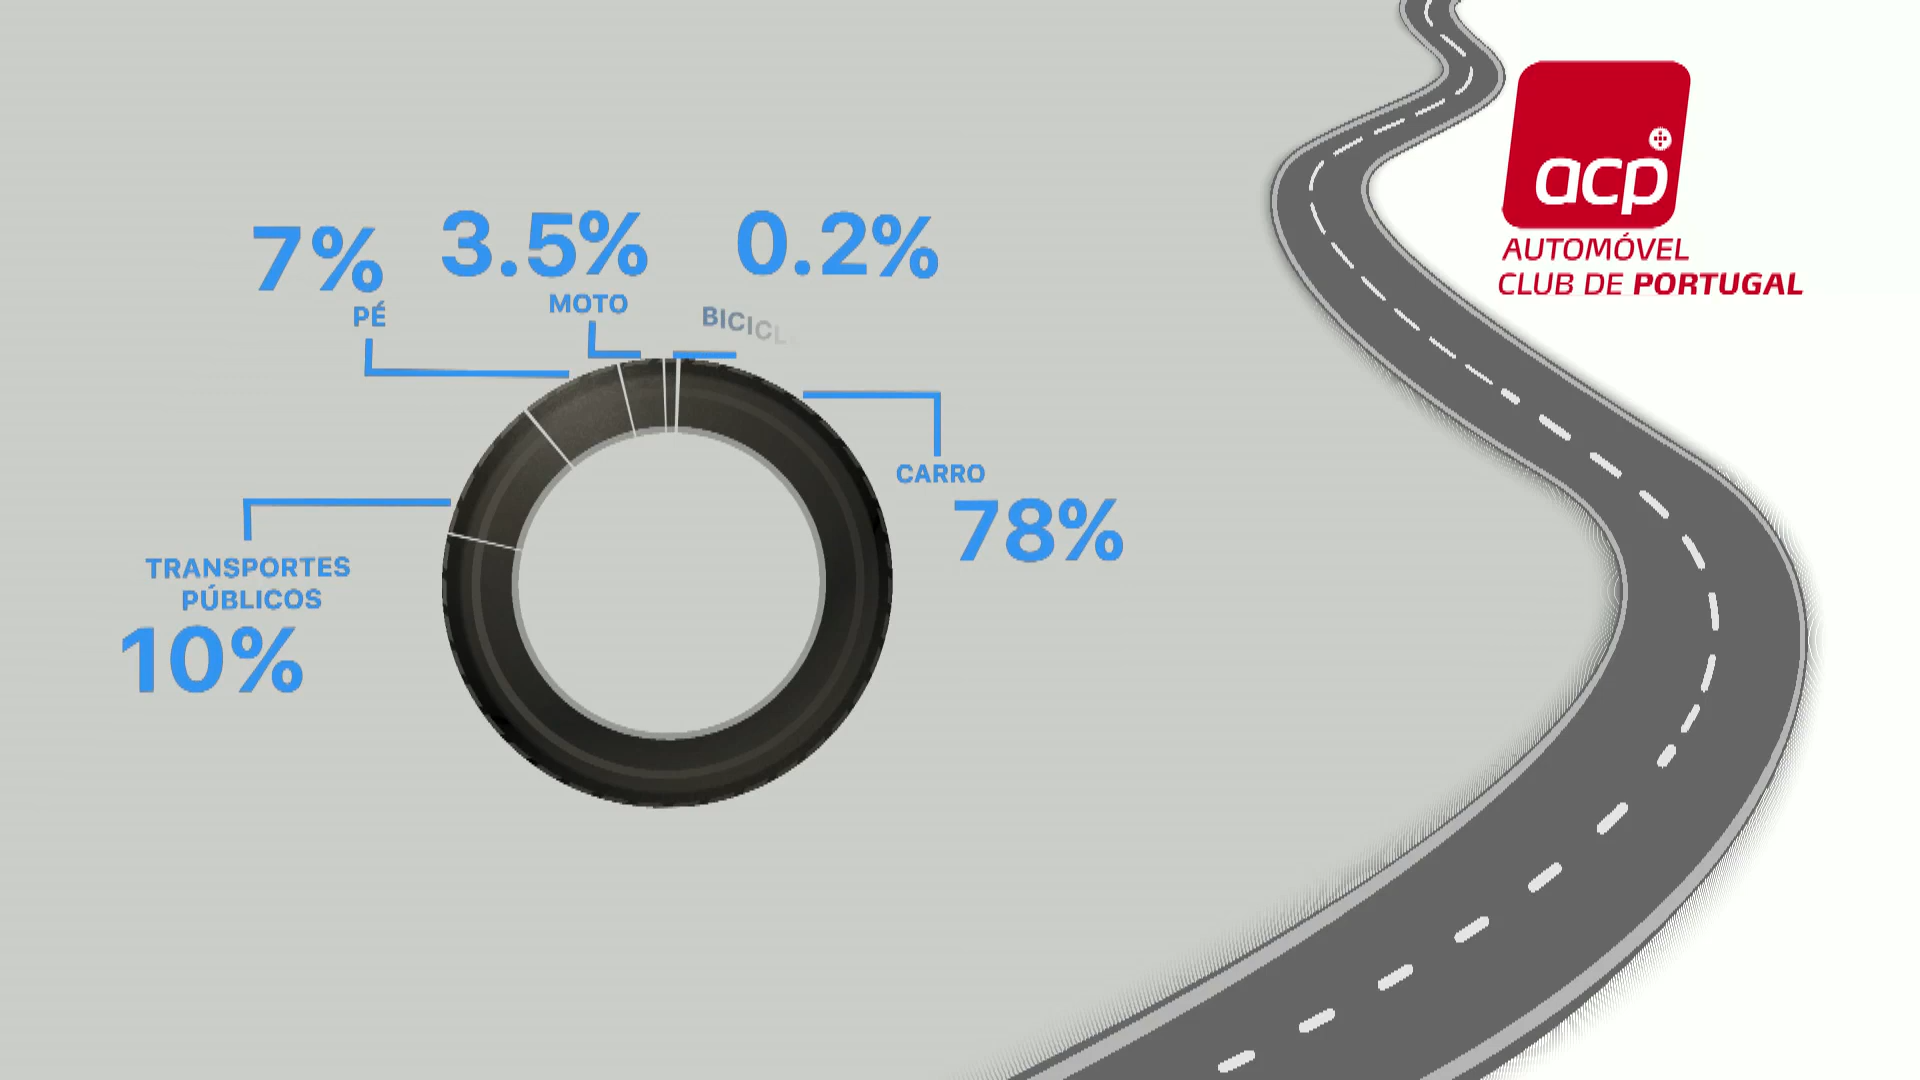 7%
PÉ
3.5%
MOTO
0.2%
CARRO
78%
TRANSPORTES
PÚBLICOS
10%
acp
AUTOMÓVEL
CLUB DE PORTUGAL